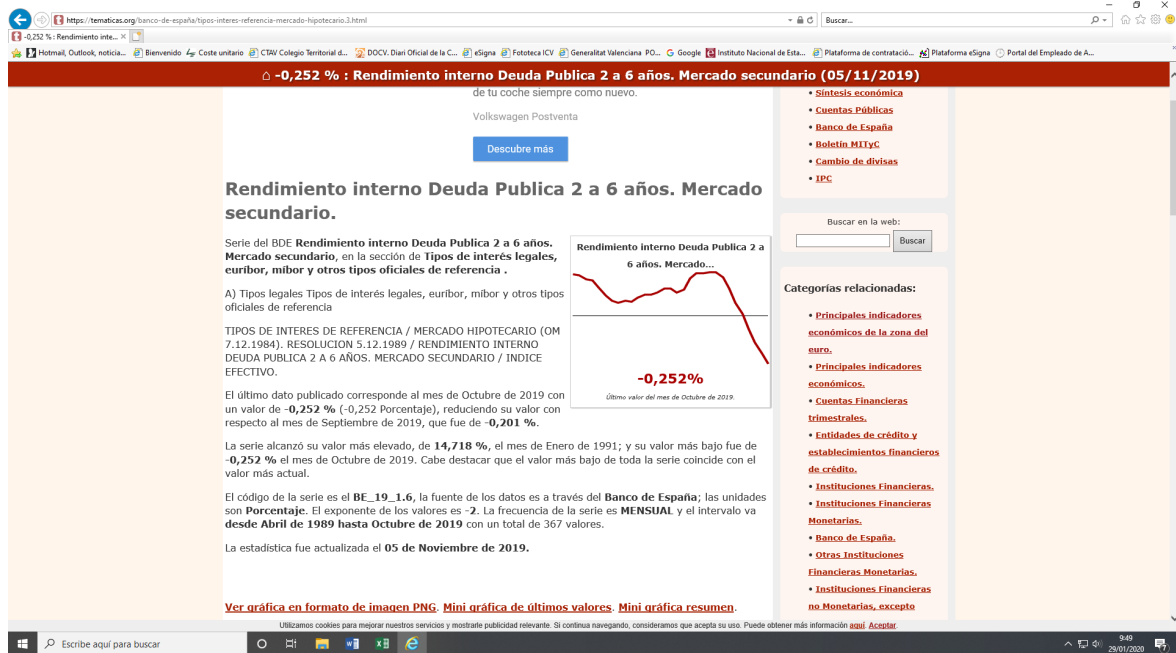 https://tematicas.org/banco-de-españa/tipos-interes-referencia-mercado-hipotecario.3.html
Buscar...
-0,252 % : Rendimiento inte...
Hotmail, Outlook, noticia... Bienvenido Coste unitario CTAV Colegio Territorial d... DOCV. Diari Oficial de la C... eSigna Fototeca ICV Generalitat Valenciana PO... Google Instituto Nacional de Esta... Plataforma de contratació... Plataforma eSigna Portal del Empleado de A...
-0,252 % : Rendimiento interno Deuda Publica 2 a 6 años. Mercado secundario (05/11/2019)
de tu coche siempre como nuevo.
Volkswagen Postventa
Descubre más
Rendimiento interno Deuda Publica 2 a 6 años. Mercado
secundario.
Serie del BDE Rendimiento interno Deuda Publica 2 a 6 años.
Mercado secundario, en la sección de Tipos de interés legales,
euríbor, míbor y otros tipos oficiales de referencia .
A) Tipos legales Tipos de interés legales, euríbor, míbor y otros tipos
oficiales de referencia
TIPOS DE INTERES DE REFERENCIA / MERCADO HIPOTECARIO (OM
7.12.1984). RESOLUCION 5.12.1989 / RENDIMIENTO INTERNO
DEUDA PUBLICA 2 A 6 AÑOS. MERCADO SECUNDARIO / INDICE
EFECTIVO.
El último dato publicado corresponde al mes de Octubre de 2019 con
un valor de -0,252 % (-0,252 Porcentaje), reduciendo su valor con
respecto al mes de Septiembre de 2019, que fue de -0,201 %.
Rendimiento interno Deuda Publica 2 a
6 años. Mercado...
-0,252%
Último valor del mes de Octubre de 2019.
La serie alcanzó su valor más elevado, de 14,718 %, el mes de Enero de 1991; y su valor más bajo fue de
-0,252 % el mes de Octubre de 2019. Cabe destacar que el valor más bajo de toda la serie coincide con el
valor más actual.
El código de la serie es el BE_19_1.6, la fuente de los datos es a través del Banco de España; las unidades
son Porcentaje. El exponente de los valores es -2. La frecuencia de la serie es MENSUAL y el intervalo va
desde Abril de 1989 hasta Octubre de 2019 con un total de 367 valores.
La estadística fue actualizada el 05 de Noviembre de 2019.
Ver gráfica en formato de imagen PNG. Mini gráfica de últimos valores. Mini gráfica resumen.
• Síntesis económica
• Cuentas Públicas
• Banco de España
• Boletín MITyC
• Cambio de divisas
• IPC
Buscar en la web:
Buscar
Categorías relacionadas:
• Principales indicadores
económicos de la zona del
euro.
• Principales indicadores
económicos.
• Cuentas Financieras
trimestrales.
• Entidades de crédito y
establecimientos financieros
de crédito.
• Instituciones Financieras.
• Instituciones Financieras
Monetarias.
• Banco de España.
• Otras Instituciones
Financieras Monetarias.
• Instituciones Financieras
no Monetarias, excepto
Utilizamos cookies para mejorar nuestros servicios y mostrarle publicidad relevante. Si continua navegando, consideramos que acepta su uso. Puede obtener más información aquí. Aceptar.
Escribe aquí para buscar
9:49
29/01/2020